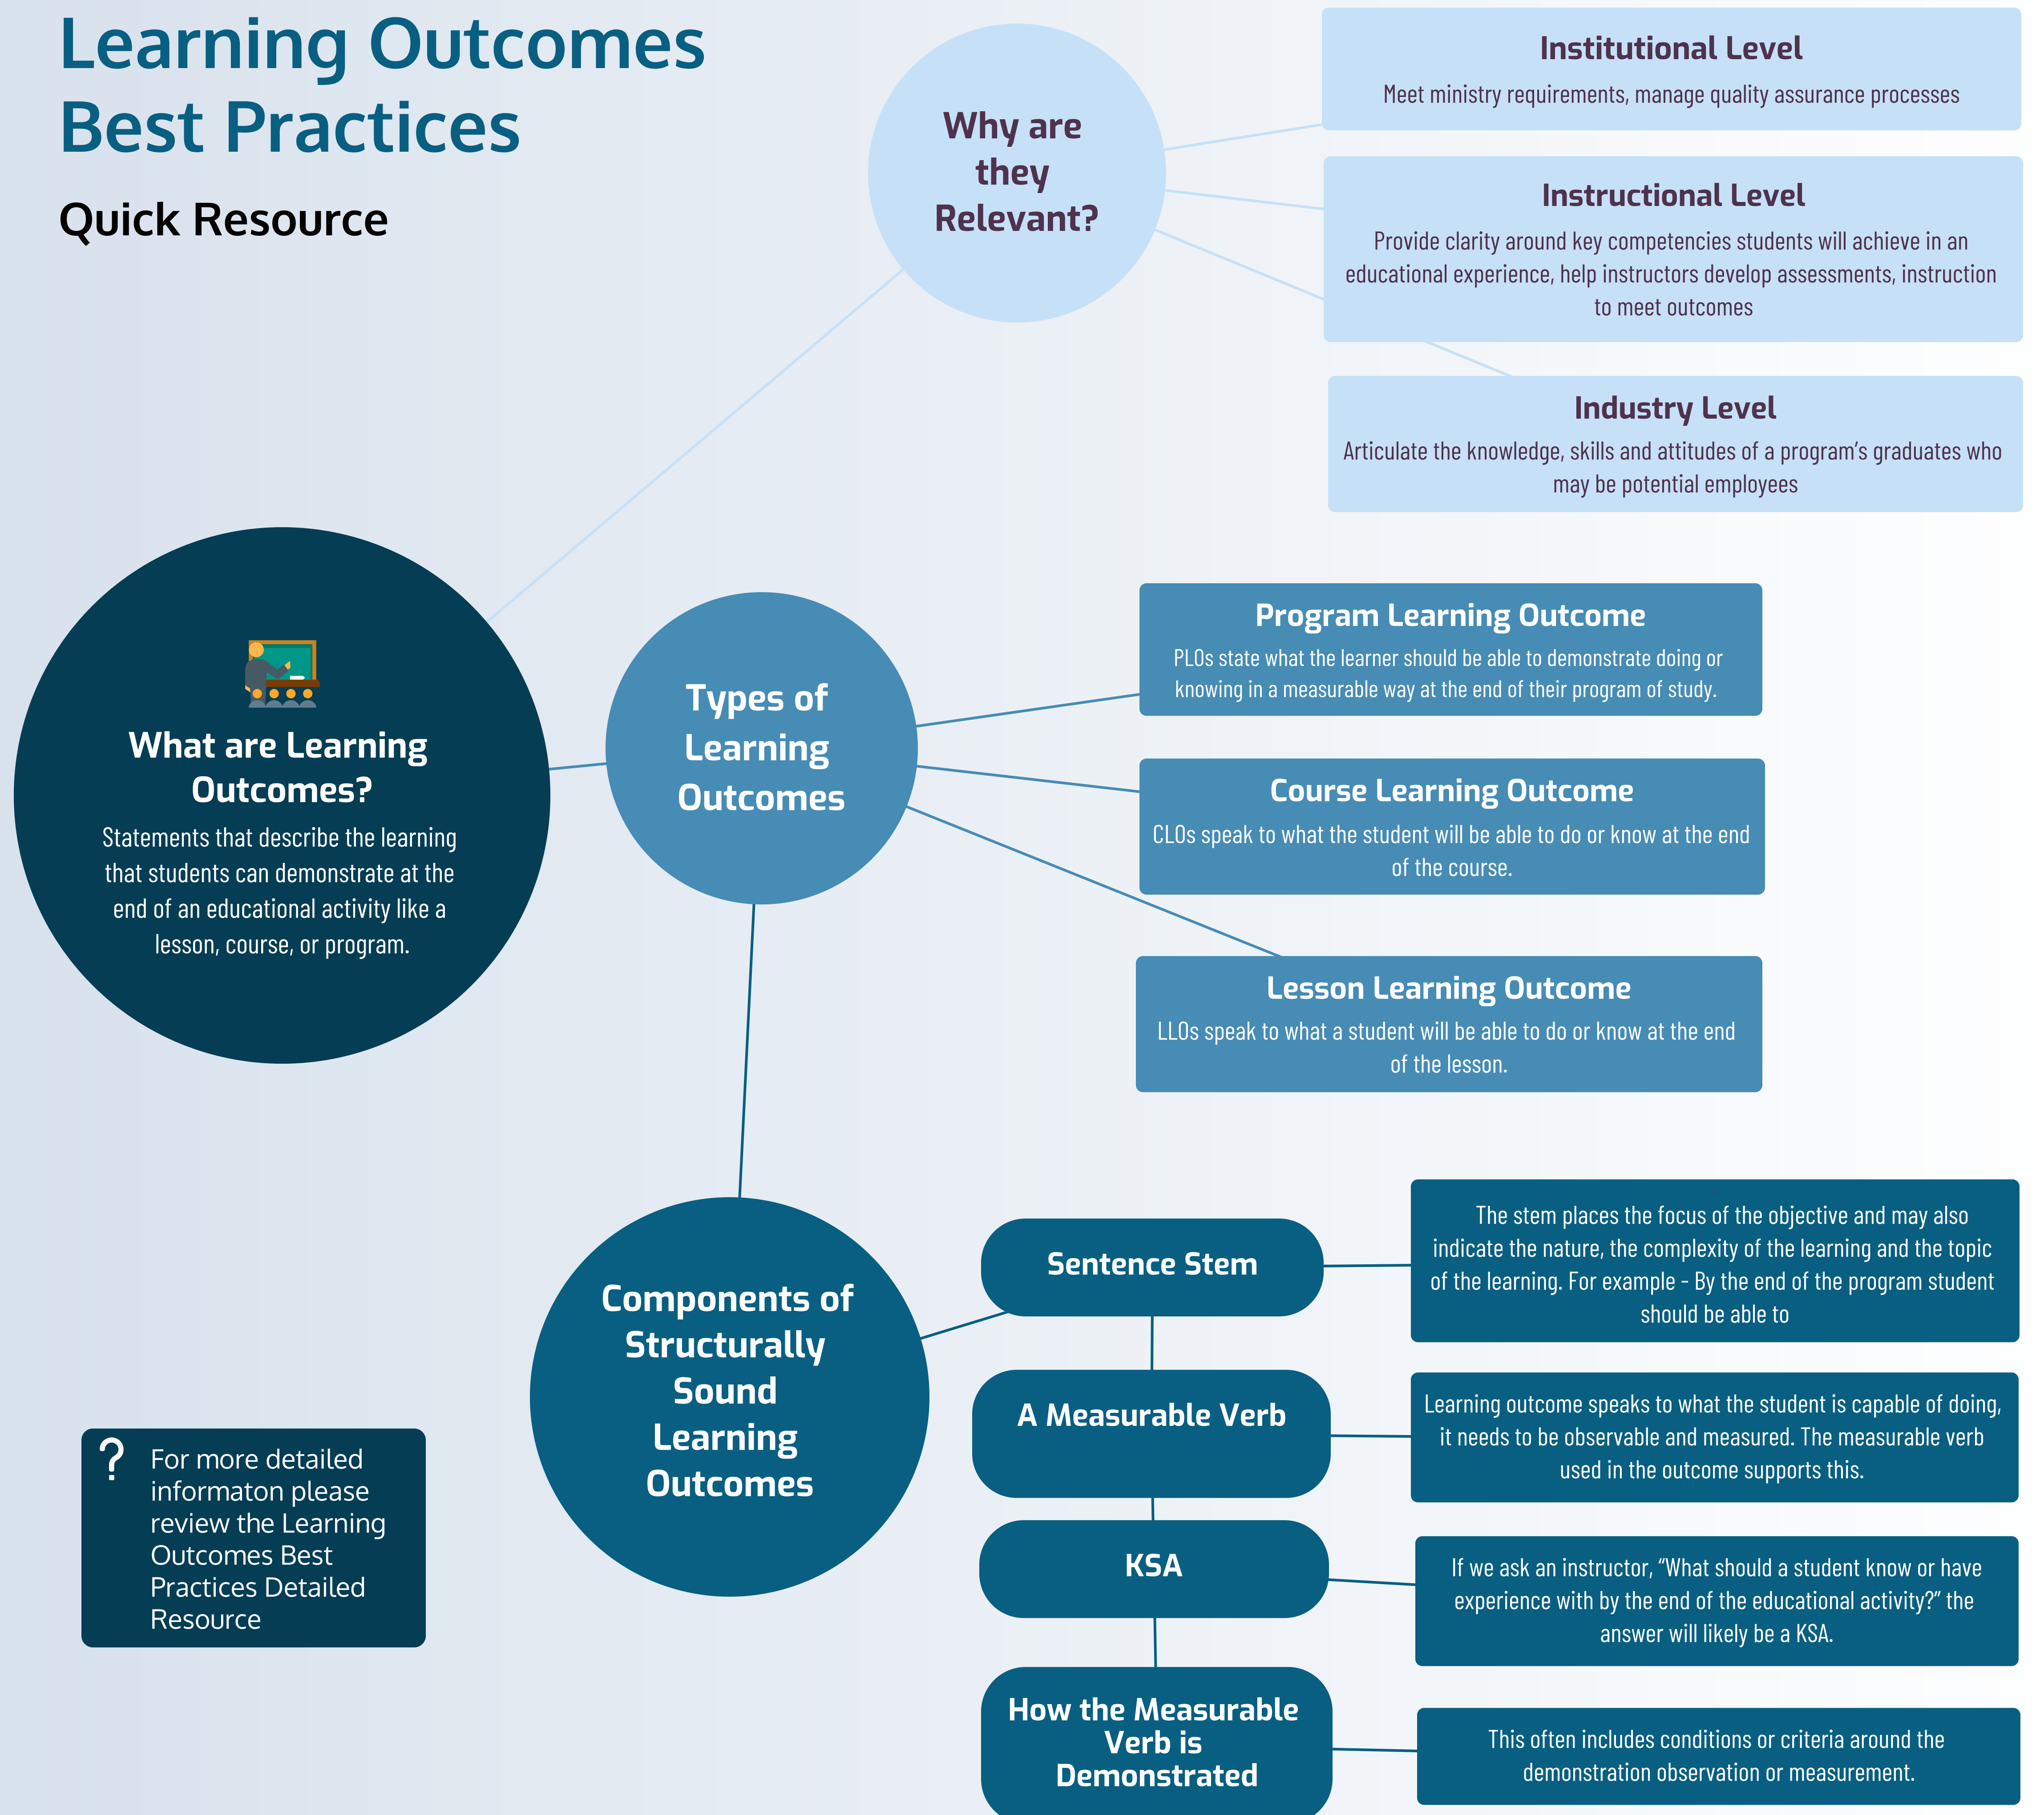 Learning Outcomes
Best Practices
Quick Resource
Why are
they
Relevant?
Institutional Level
Meet ministry requirements, manage quality assurance processes
Instructional Level
Provide clarity around key competencies students will achieve in an
educational experience, help instructors develop assessments, instruction
to meet outcomes
Industry Level
Articulate the knowledge, skills and attitudes of a program's graduates who
may be potential employees
What are Learning
Outcomes?
Statements that describe the learning
that students can demonstrate at the
end of an educational activity like a
lesson, course, or program.
Types of
Learning
Outcomes
Program Learning Outcome
PLOs state what the learner should be able to demonstrate doing or
knowing in a measurable way at the end of their program of study.
Course Learning Outcome
CLOs speak to what the student will be able to do or know at the end
of the course.
Lesson Learning Outcome
LLOs speak to what a student will be able to do or know at the end
of the lesson.
Components of
Structurally
Sound
Learning
Outcomes
Sentence Stem
The stem places the focus of the objective and may also
indicate the nature, the complexity of the learning and the topic
of the learning. For example - By the end of the program student
should be able to
A Measurable Verb
Learning outcome speaks to what the student is capable of doing,
it needs to be observable and measured. The measurable verb
used in the outcome supports this.
KSA
If we ask an instructor, “What should a student know or have
experience with by the end of the educational activity?” the
answer will likely be a KSA.
How the Measurable
Verb is
Demonstrated
This often includes conditions or criteria around the
demonstration observation or measurement.
?
For more detailed
informaton please
review the Learning
Outcomes Best
Practices Detailed
Resource